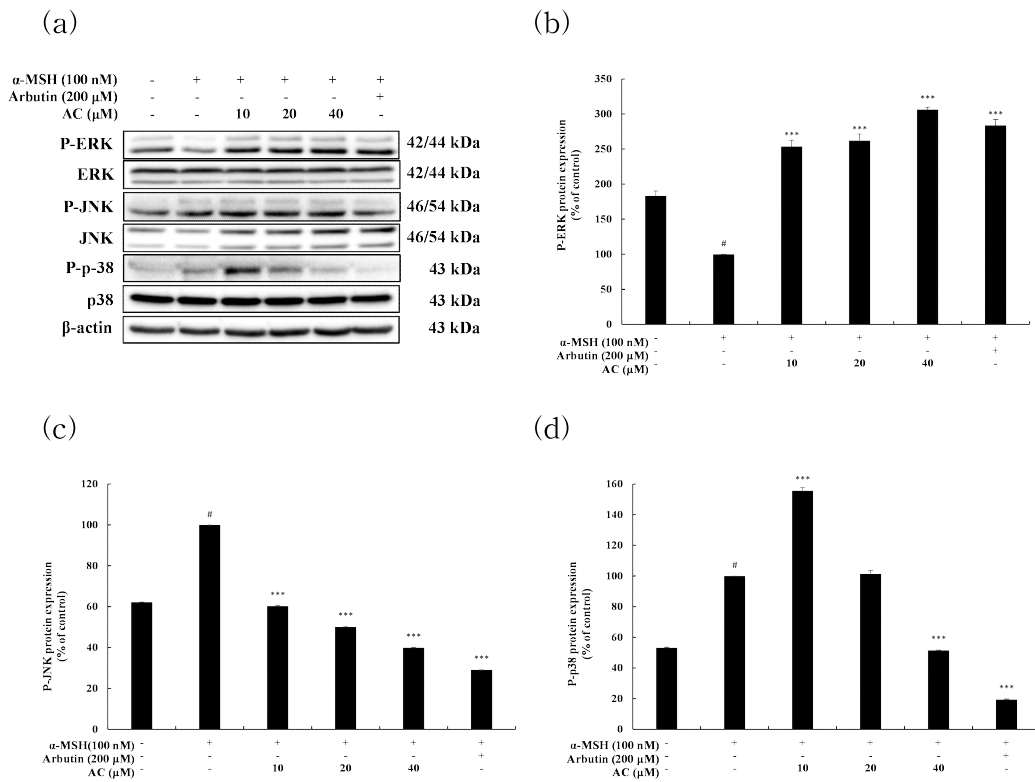 (a)
α-MSH (100 nM) - + + + + +
Arbutin (200 μM) - - - - - +
AC (μM) - - 10 20 40 -
P-ERK 42/44 kDa
ERK 42/44 kDa
P-JNK 46/54 kDa
JNK 46/54 kDa
P-p-38 43 kDa
p38 43 kDa
β-actin 43 kDa
(b)
P-ERK protein expression
(% of control)
350
300
250
200
150
100
50
0
#
***
***
***
***
α-MSH (100 nM) - + + + + +
Arbutin (200 μM) - - - - - +
AC (μM) - - 10 20 40 -
(c)
P-JNK protein expression
(% of control)
120
100
80
60
40
20
0
#
***
***
***
***
α-MSH(100 nM) - + + + + +
Arbutin (200 μM) - - - - - +
AC (μM) - - 10 20 40 -
(d)
P-p38 protein expression
(% of control)
160
140
120
100
80
60
40
20
0
#
***
***
***
α-MSH (100 nM) - + + + + +
Arbutin (200 μM) - - - - - +
AC (μM) - - 10 20 40 -